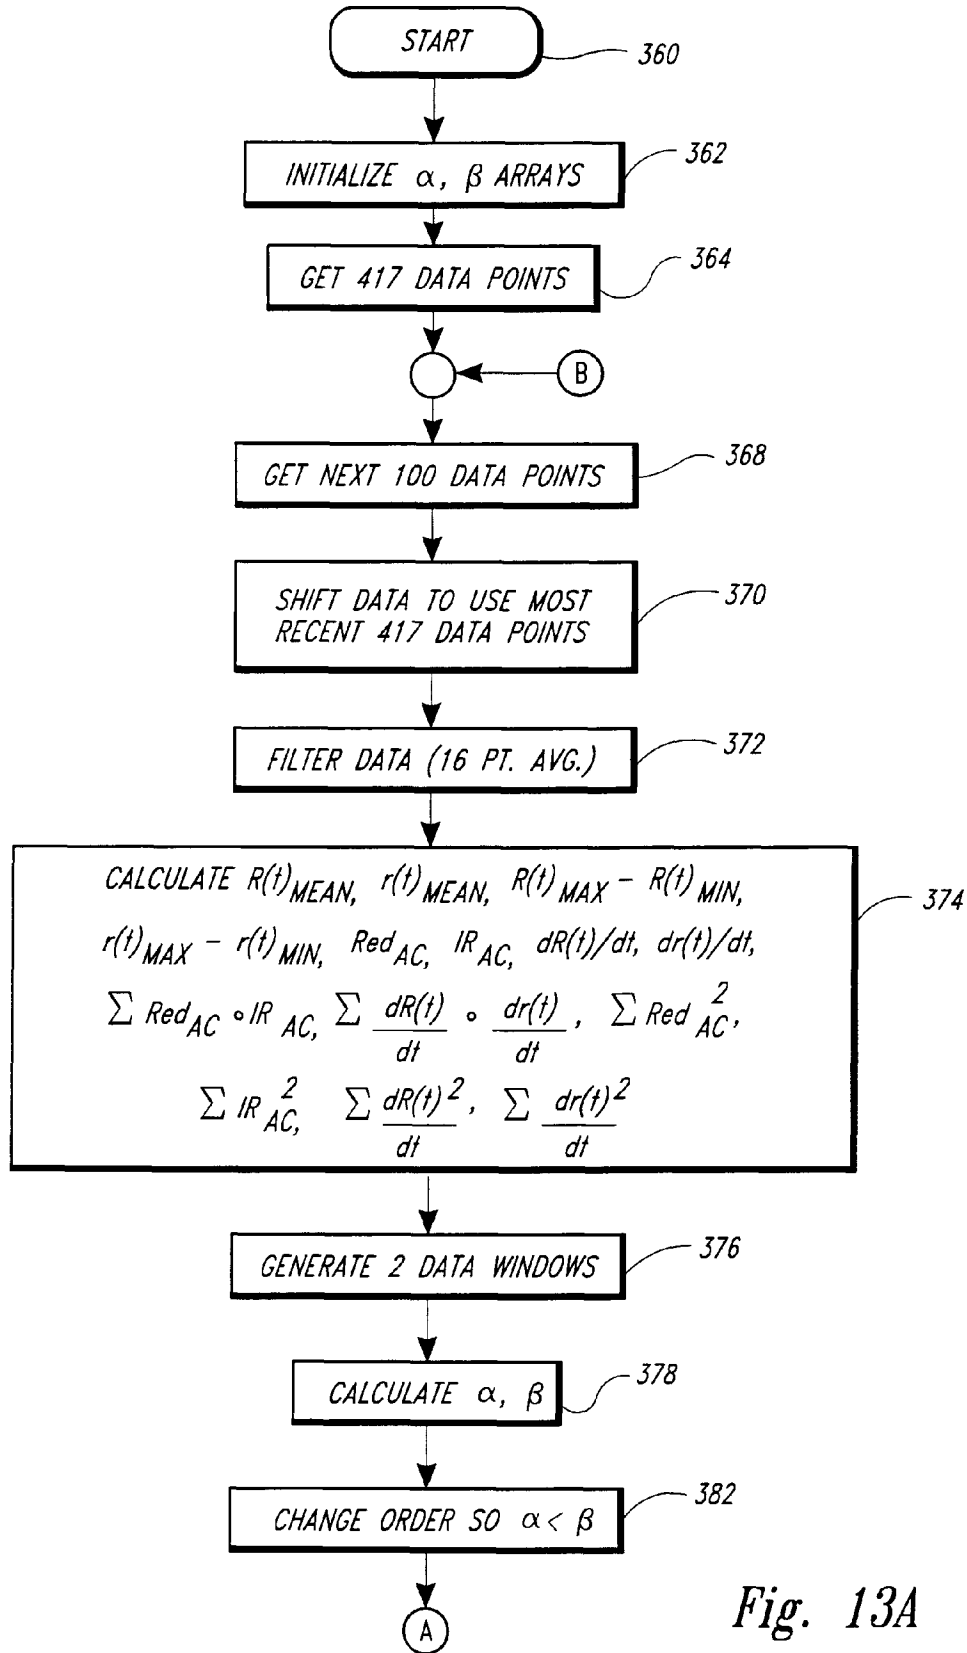 START
360
INITIALIZE α, β ARRAYS
362
GET 417 DATA POINTS
364
B
GET NEXT 100 DATA POINTS
368
SHIFT DATA TO USE MOST
RECENT 417 DATA POINTS
370
FILTER DATA (16 PT. AVG.)
372
CALCULATE R(t)MEAN, r(t)MEAN, R(t)MAX – R(t)MIN,
r(t)MAX – r(t)MIN, RedAC, IRAC, dR(t)/dt, dr(t)/dt,
∑ RedAC ∘ IR AC, ∑ dR(t)/dt ∘ dr(t)/dt, ∑ Red AC², 
∑ IR AC,² ∑ dR(t)²/dt, ∑ dr(t)²/dt
374
GENERATE 2 DATA WINDOWS
376
CALCULATE α, β
378
CHANGE ORDER SO α< β
382
A
Fig. 13A